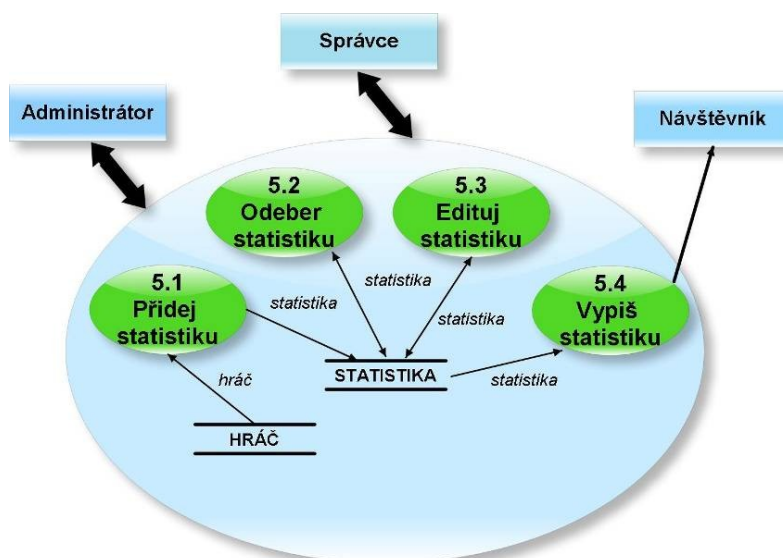 Správce
Administrátor
Návštěvník
5.2
Odeber
statistiku
5.3
Edituj
statistiku
5.1
Přidej
statistiku
5.4
Vypiš
statistiku
statistika
statistika
statistika
STATISTIKA
statistika
hráč
HRÁČ